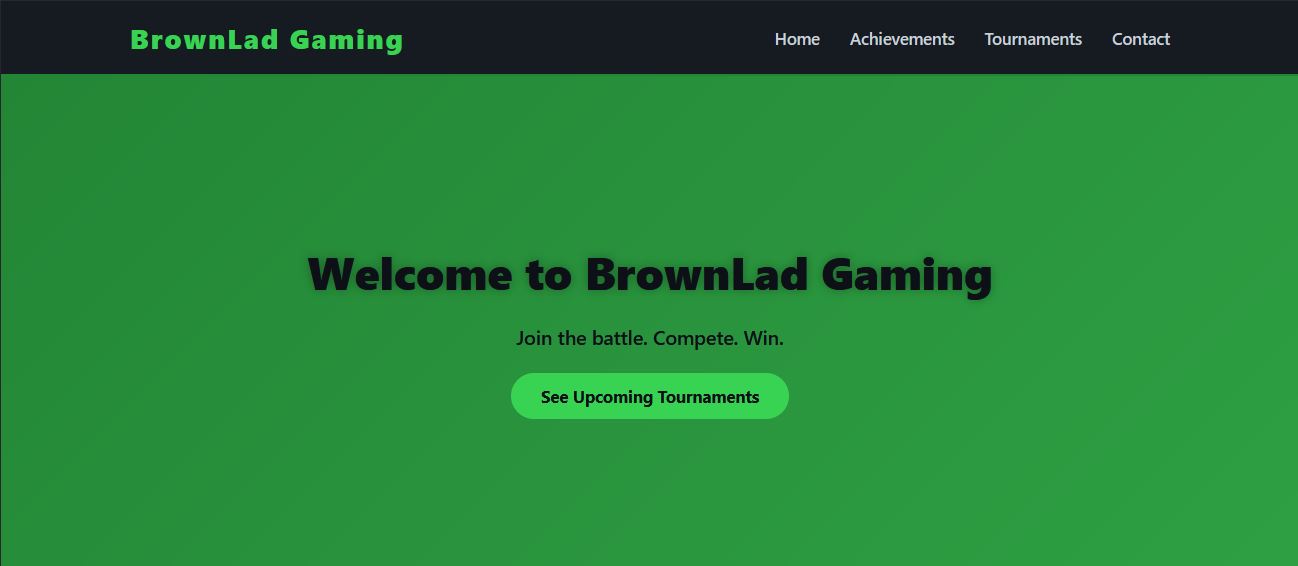 BrownLad Gaming
Home Achievements Tournaments Contact
Welcome to BrownLad Gaming
Join the battle. Compete. Win.
See Upcoming Tournaments